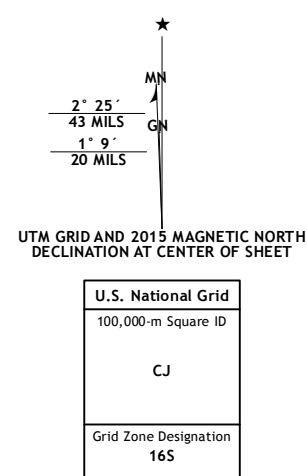 MN
2° 25´
43 MILS
GN
1° 9´
20 MILS
UTM GRID AND 2015 MAGNETIC NORTH
DECLINATION AT CENTER OF SHEET
U.S. National Grid
100,000-m Square ID
CJ
Grid Zone Designation
16S